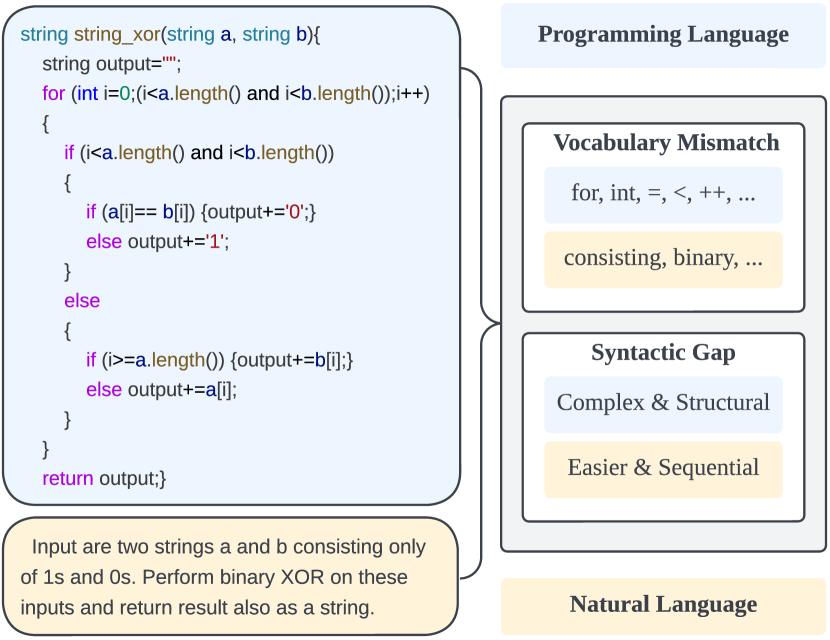 string string_xor(string a, string b){
string output="";
for (int i=0;(i<a.length() and i<b.length());i++)
{
if (i<a.length() and i<b.length())
{
if (a[i]== b[i]) {output+='0';}
else output+='1';
}
else
{
if (i>=a.length()) {output+=b[i];}
else output+=a[i];
}
}
return output;}
Input are two strings a and b consisting only
of 1s and 0s. Perform binary XOR on these
inputs and return result also as a string.
Programming Language
Vocabulary Mismatch
for, int, =, <, ++, ...
consisting, binary, ...
Syntactic Gap
Complex & Structural
Easier & Sequential
Natural Language